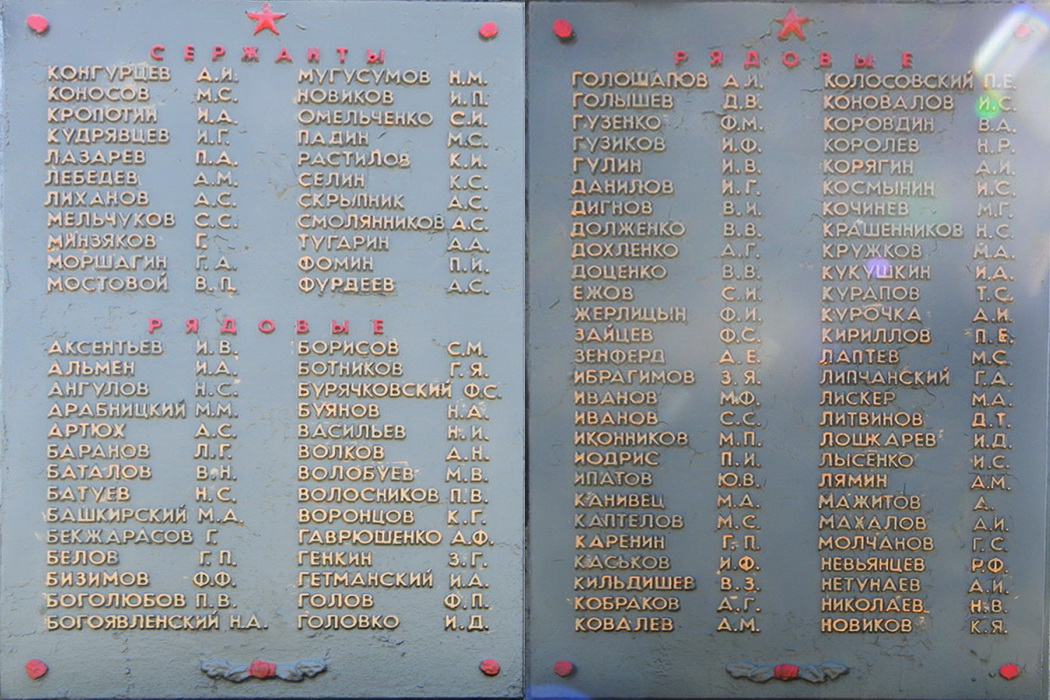 СЕРЖАНТЫ
КОНГУРЦЕВ А.И.
КОНОСОВ М.С.
КРОПОТИН И.А.
КУДРЯВЦЕВ И.Г.
ЛАЗАРЕВ П.А.
ЛЕБЕДЕВ А.М.
ЛИХАНОВ А.С.
МЕЛЬЧУКОВ С.С.
МИНЗЯКОВ Г.
МОРШАГИН Г.А.
МОСТОВОЙ В.П.
МУГУСУМОВ Н.М.
НОВИКОВ И.П.
ОМЕЛЬЧЕНКО С.И.
ПАДИН М.С.
РАСТИЛОВ К.И.
СЕЛИН К.С.
СКРЫПНИК А.С.
СМОЛЯННИКОВ А.С.
ТУГАРИН А.А.
ФОМИН П.И.
ФУРДЕЕВ А.С.
РЯДОВЫЕ
АКСЕНТЬЕВ И.В.
АЛЬМЕН И.А.
АНГУЛОВ Н.С.
АРАБНИЦКИЙ М.М.
АРТЮХ А.С.
БАРАНОВ Л.Г.
БАТАЛОВ В.Н.
БАТУЕВ Н.С.
БАШКИРСКИЙ М.А.
БЕКЖАРАСОВ Г.
БЕЛОВ Г.П.
БИЗИМОВ Ф.Ф.
БОГОЛЮБОВ П.В.
БОГОЯВЛЕНСКИЙ Н.А.
БОРИСОВ С.М.
БОТНИКОВ Г.Я.
БУРЯЧКОВСКИЙ Ф.С.
БУЯНОВ Н.А.
ВАСИЛЬЕВ Н.И.
ВОЛКОВ А.Н.
ВОЛОБУЕВ М.В.
ВОЛОСНИКОВ П.В.
ВОРОНЦОВ К.Г.
ГАВРЮШЕНКО А.Ф.
ГЕНКИН З.Г.
ГЕТМАНСКИЙ И.А.
ГОЛОВ Ф.П.
ГОЛОВКО И.Д.
РЯДОВЫЕ
ГОЛОЩАПОВ А.И.
ГОЛЫШЕВ Д.В.
ГУЗЕНКО Ф.М.
ГУЗИКОВ И.Ф.
ГУЛИН И.В.
ДАНИЛОВ И.Г.
ДИГНОВ В.И.
ДОЛЖЕНКО В.В.
ДОХЛЕНКО А.Г.
ДОЦЕНКО В.В.
ЕЖОВ С.И.
ЖЕРЛИЦЫН Ф.И.
ЗАЙЦЕВ Ф.С.
ЗЕНФЕРД А.Е.
ИБРАГИМОВ З.Я.
ИВАНОВ М.Ф.
ИВАНОВ С.С.
ИКОННИКОВ М.П.
ИОДРИС П.И.
ИПАТОВ Ю.В.
КАНИВЕЦ М.А.
КАПТЕЛОВ М.С.
КАРЕНИН Г.П.
КАСЬКОВ И.Ф.
КИЛЬДИШЕВ В.З.
КОБРАКОВ А.Г.
КОВАЛЕВ А.М.
КОЛОСОВСКИЙ П.Е.
КОНОВАЛОВ И.С.
КОРОВДИН В.А.
КОРОЛЕВ Н.Р.
КОРЯГИН А.И.
КОСМЫНИН И.С.
КОЧИНЕВ М.Г.
КРАШЕННИКОВ Н.С.
КРУЖКОВ М.А.
КУКУШКИН И.А.
КУРАПОВ Т.С.
КУРОЧКА А.И.
КИРИЛЛОВ П.Е.
ЛАПТЕВ М.С.
ЛИПЧАНСКИЙ Г.А.
ЛИСКЕР М.А.
ЛИТВИНОВ Д.Т.
ЛОШКАРЕВ И.Д.
ЛЫСЕНКО И.С.
ЛЯМИН А.М.
МАЖИТОВ А.
МАХАЛОВ А.И.
МОЛЧАНОВ Г.С.
НЕВЬЯНЦЕВ Р.Ф.
НЕТУНАЕВ А.И.
НИКОЛАЕВ Н.В.
НОВИКОВ К.Я.